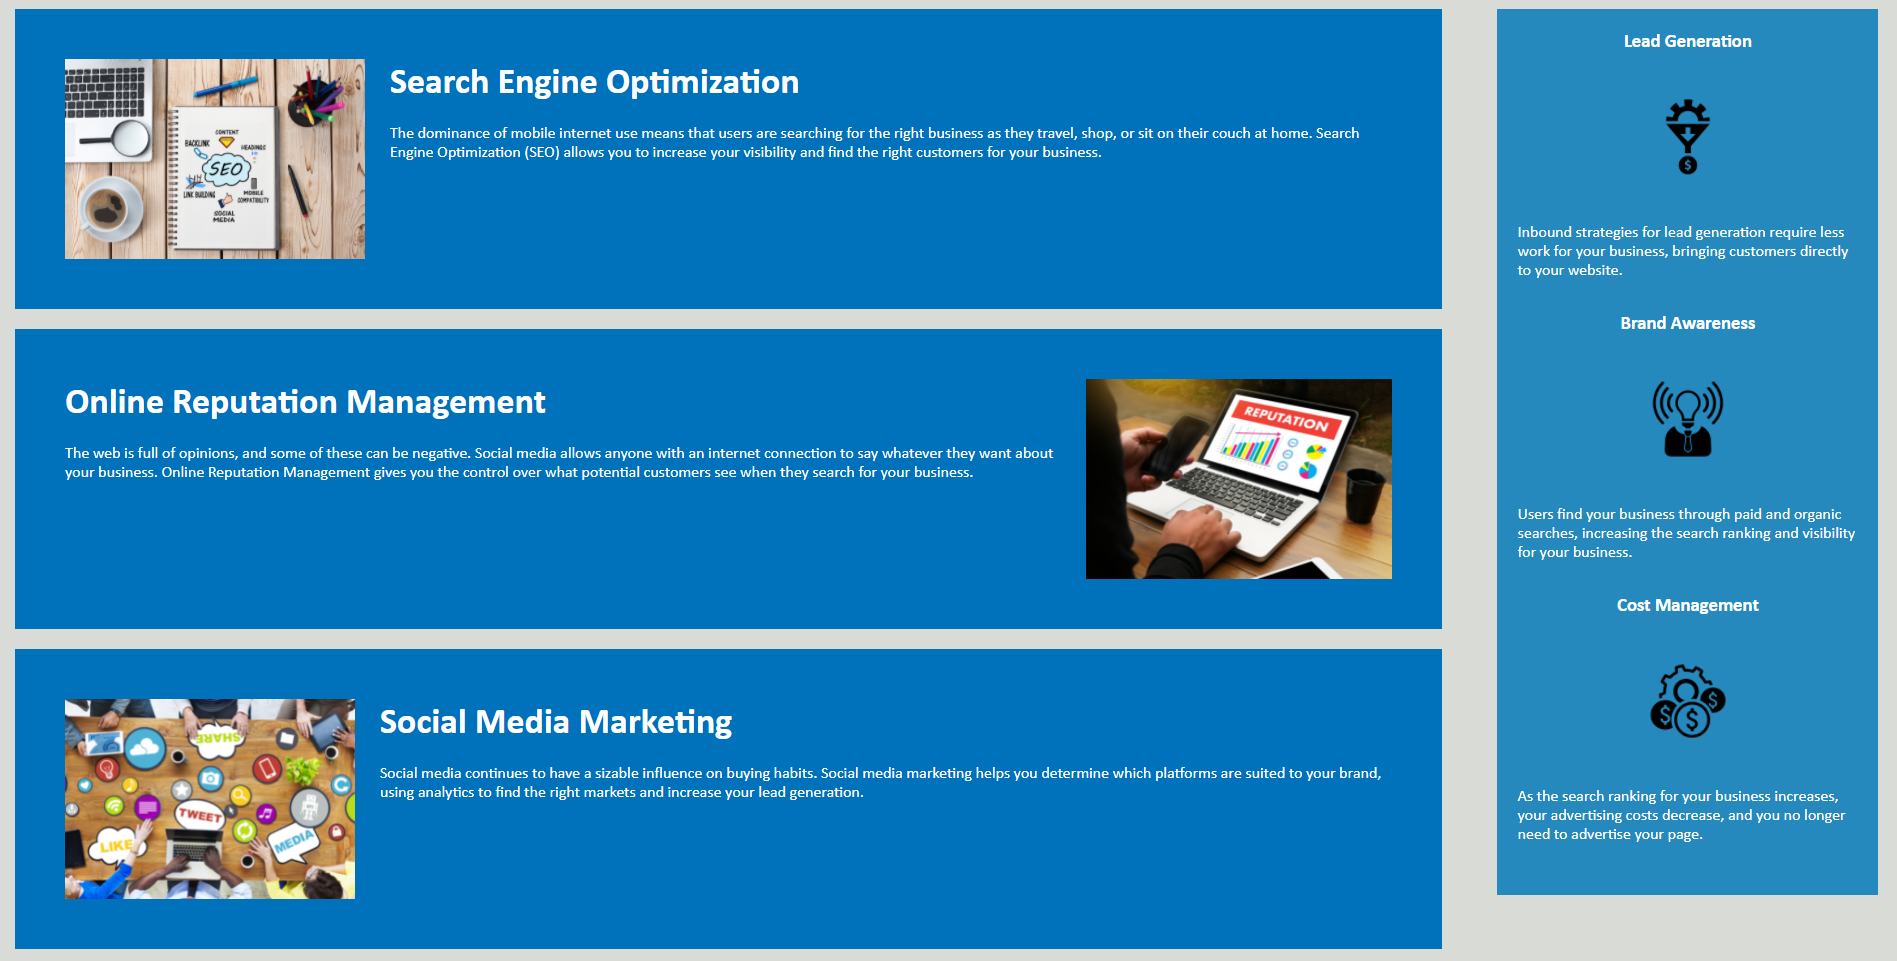 Search Engine Optimization
The dominance of mobile internet use means that users are searching for the right business as they travel, shop, or sit on their couch at home. Search
Engine Optimization (SEO) allows you to increase your visibility and find the right customers for your business.
CONTENT
BACKLINK
HEADINGS
SEO
LINK BUILDING
MOBILE
COMPATIBILITY
SOCIAL
MEDIA
Online Reputation Management
The web is full of opinions, and some of these can be negative. Social media allows anyone with an internet connection to say whatever they want about
your business. Online Reputation Management gives you the control over what potential customers see when they search for your business.
REPUTATION
Social Media Marketing
Social media continues to have a sizable influence on buying habits. Social media marketing helps you determine which platforms are suited to your brand,
using analytics to find the right markets and increase your lead generation.
SHARE
TWEET
LIKE
MEDIA
Lead Generation
$
Inbound strategies for lead generation require less
work for your business, bringing customers directly
to your website.
Brand Awareness
Users find your business through paid and organic
searches, increasing the search ranking and visibility
for your business.
Cost Management
$ $ $
As the search ranking for your business increases,
your advertising costs decrease, and you no longer
need to advertise your page.